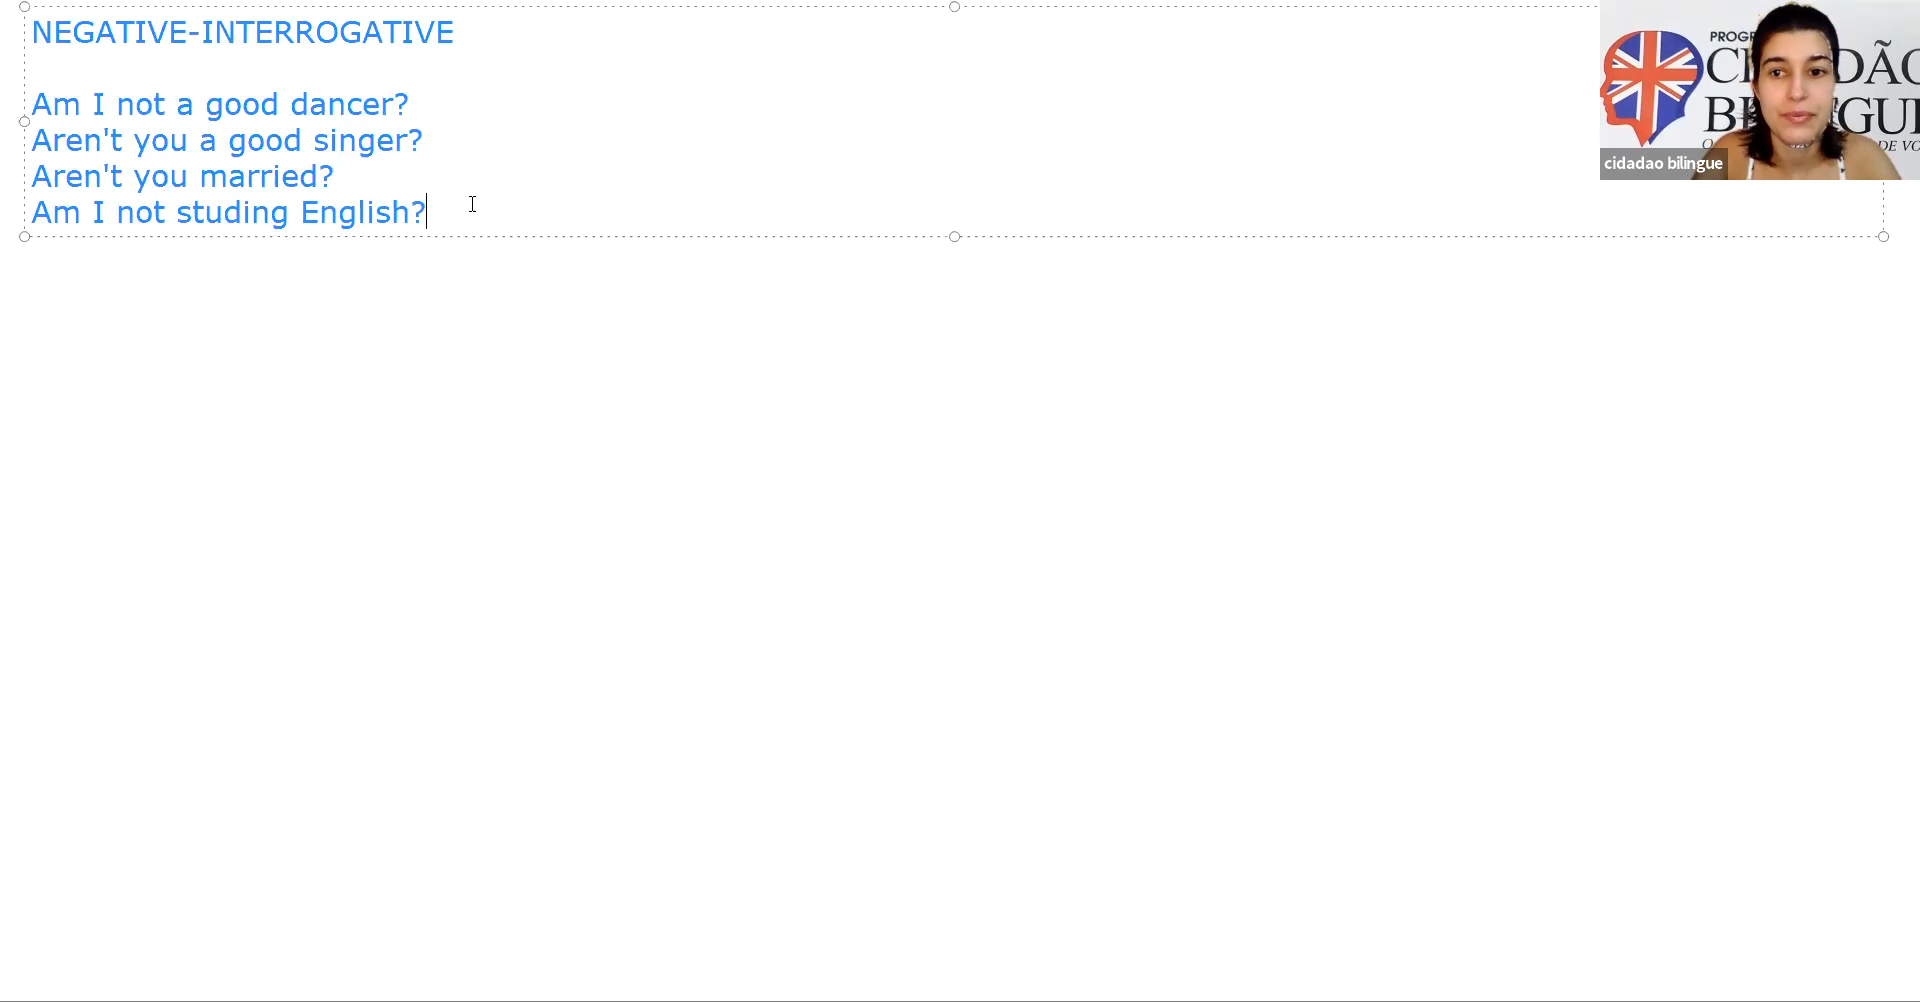 NEGATIVE-INTERROGATIVE
Am I not a good dancer?
Aren't you a good singer?
Aren't you married?
Am I not studing English?
cidadao bilingue